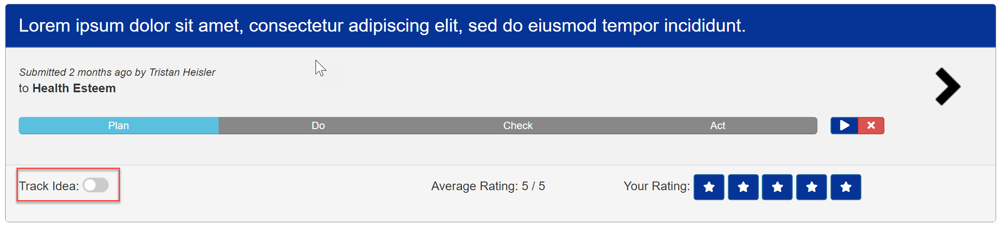 Lorem ipsum dolor sit amet, consectetur adipiscing elit, sed do eiusmod tempor incididunt.
Submitted 2 months ago by Tristan Heisler
to Health Esteem
Plan Do Check Act
Track Idea: Average Rating: 5 / 5 Your Rating: